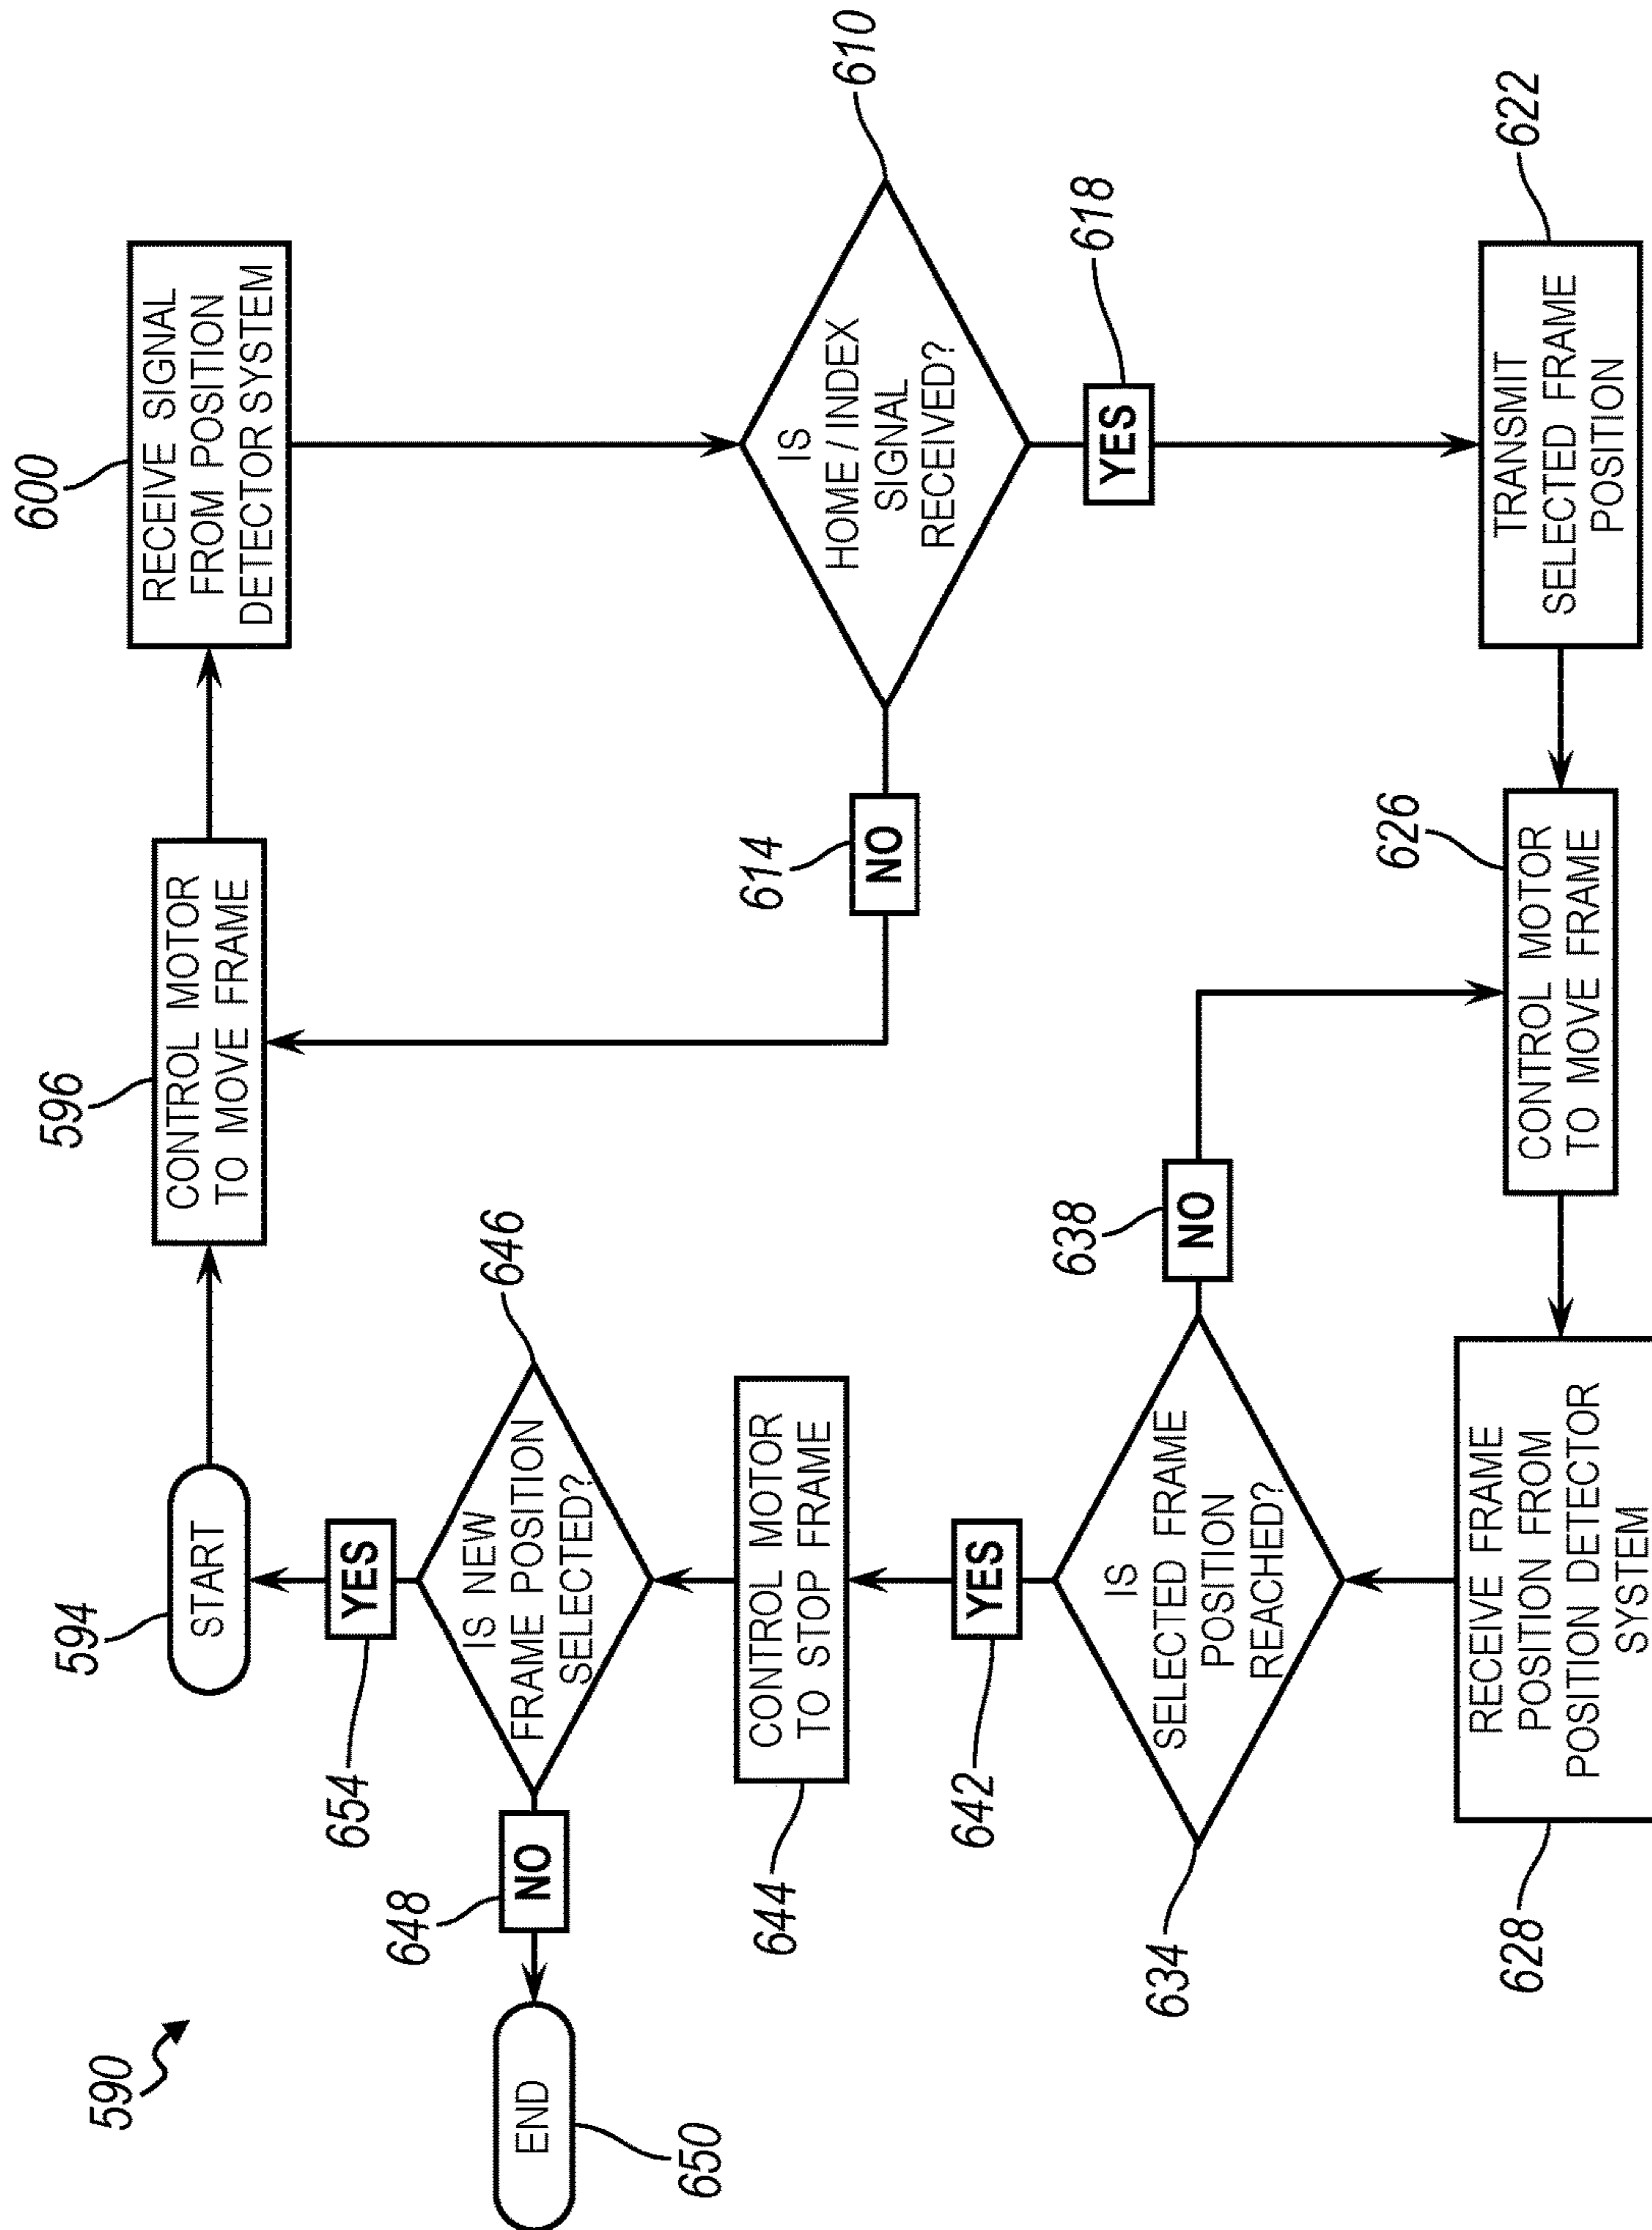 590
594
START
596
CONTROL MOTOR
TO MOVE FRAME
600
RECEIVE SIGNAL
FROM POSITION
DETECTOR SYSTEM
610
IS
HOME / INDEX
SIGNAL
RECEIVED?
614
NO
618
YES
622
TRANSMIT
SELECTED FRAME
POSITION
626
CONTROL MOTOR
TO MOVE FRAME
628
RECEIVE FRAME
POSITION FROM
POSITION DETECTOR
SYSTEM
634
IS
SELECTED FRAME
POSITION
REACHED?
638
NO
642
YES
644
CONTROL MOTOR
TO STOP FRAME
646
IS NEW
FRAME POSITION
SELECTED?
648
NO
650
END
654
YES